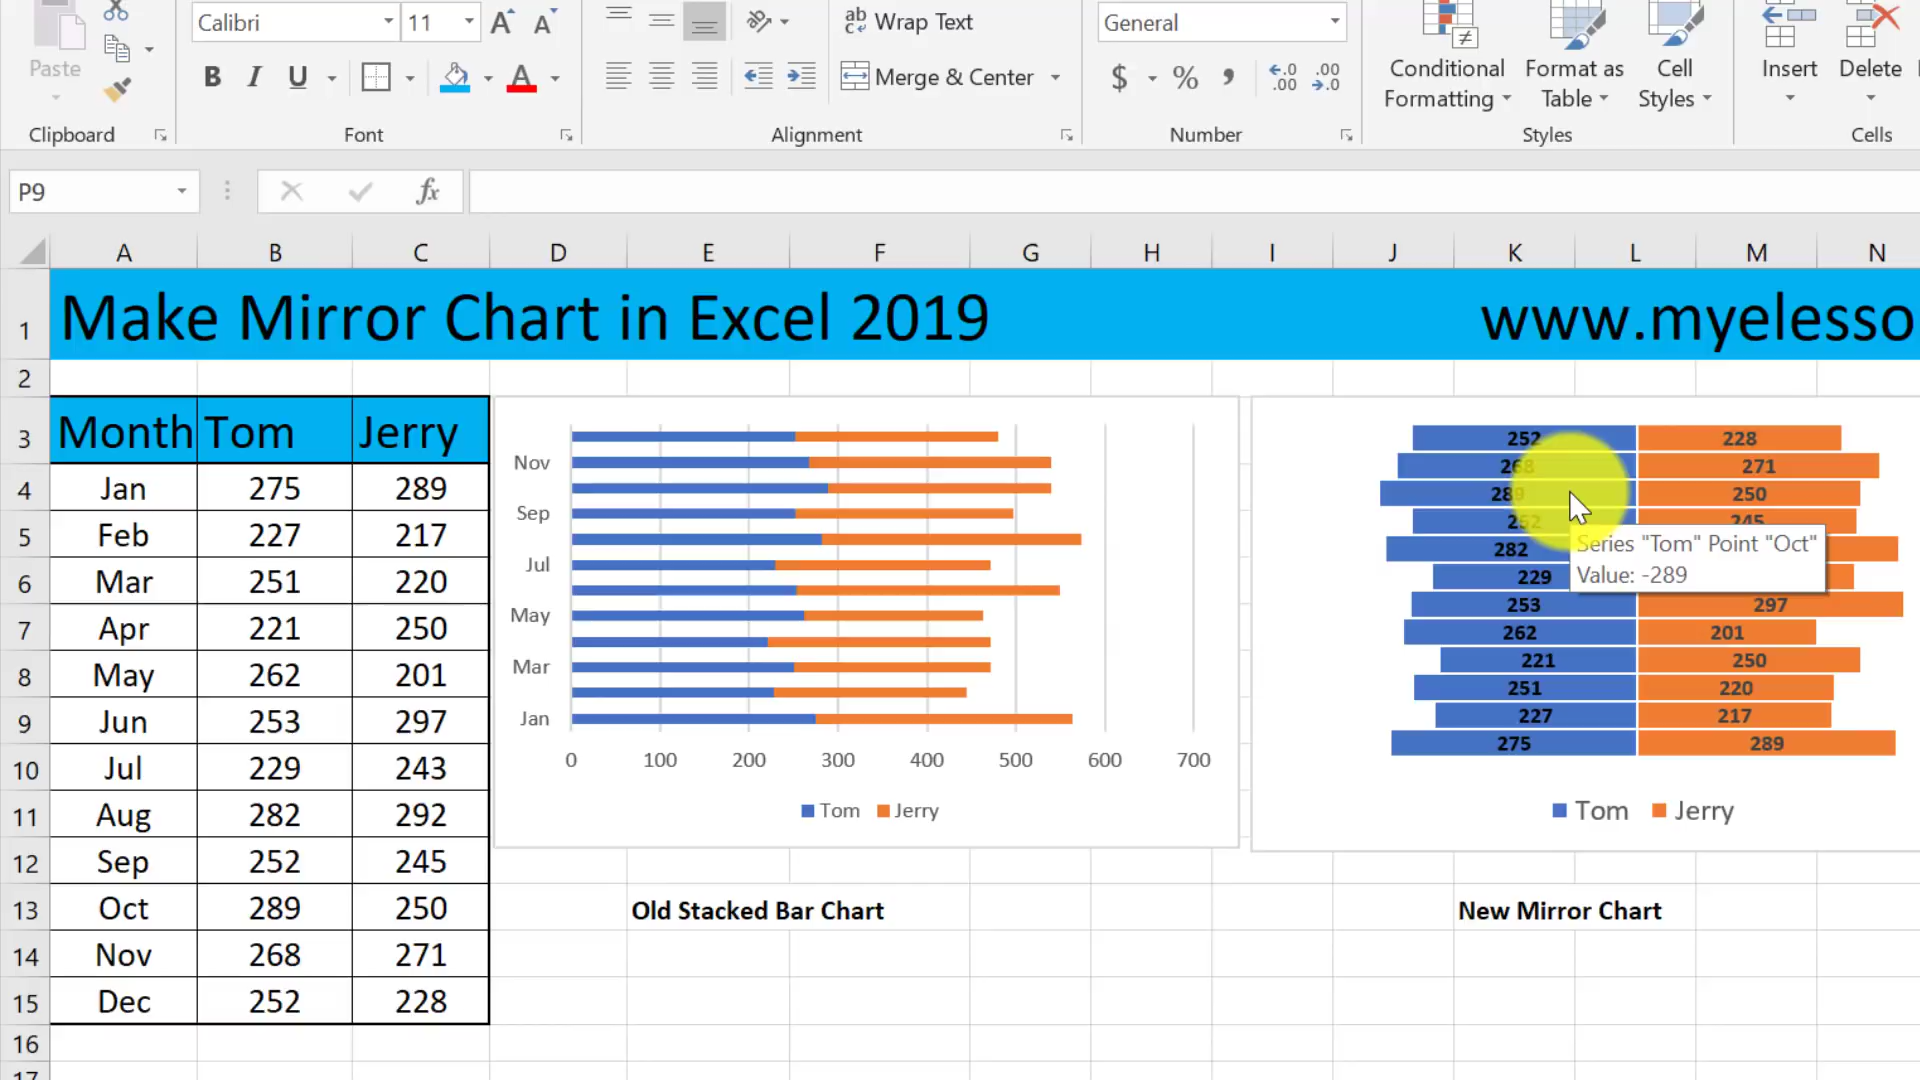 Calibri 11 Wrap Text General
Paste Merge & Center $ % Conditional Formatting Format as Table Cell Styles Insert Delete
Clipboard Font Alignment Number Styles Cells
P9 fx
A B C D E F G H I J K L M N
1 Make Mirror Chart in Excel 2019 www.myelesso
2
3 Month Tom Jerry
4 Jan 275 289
5 Feb 227 217
6 Mar 251 220
7 Apr 221 250
8 May 262 201
9 Jun 253 297
10 Jul 229 243
11 Aug 282 292
12 Sep 252 245
13 Oct 289 250
14 Nov 268 271
15 Dec 252 228
16
17
Nov
Sep
Jul
May
Mar
Jan
0 100 200 300 400 500 600 700
Tom Jerry
Old Stacked Bar Chart
252 228
268 271
289 250
252 245
282
229
253 297
262 201
221 250
251 220
227 217
275 289
Series "Tom" Point "Oct"
Value: -289
Tom Jerry
New Mirror Chart